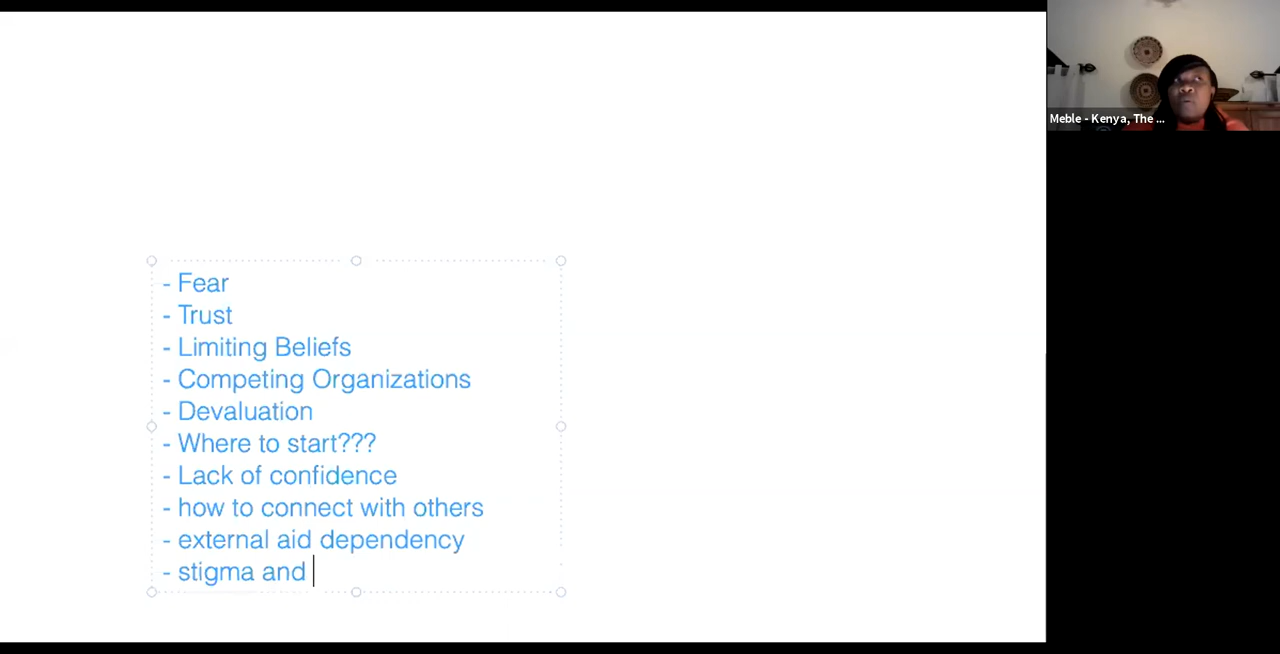 - Fear
- Trust
- Limiting Beliefs
- Competing Organizations
- Devaluation
- Where to start???
- Lack of confidence
- how to connect with others
- external aid dependency
- stigma and
Meble - Kenya, The ...